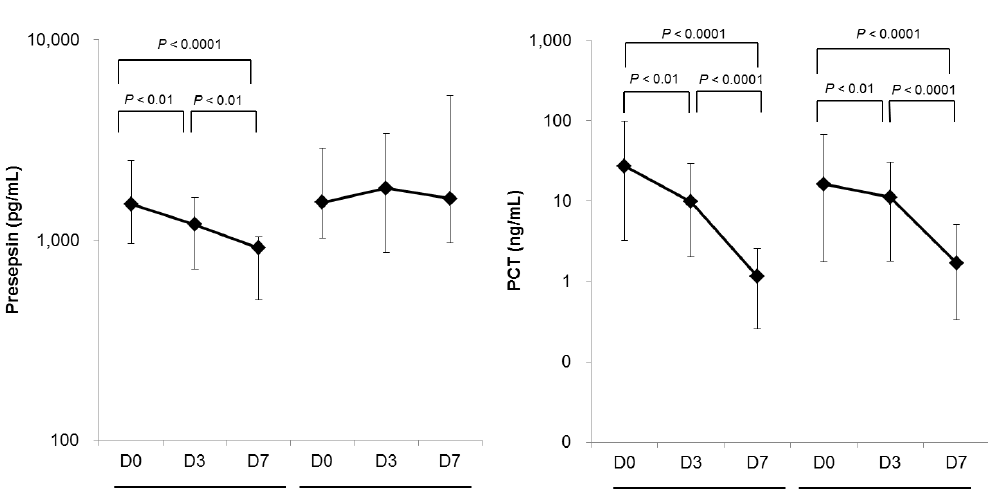 10,000
1,000
100
Presepsin (pg/mL)
P < 0.0001
P < 0.01 P < 0.01
D0 D3 D7 D0 D3 D7
1,000
100
10
1
0
0
PCT (ng/mL)
P < 0.0001 P < 0.0001
P < 0.01 P < 0.0001 P < 0.01 P < 0.0001
D0 D3 D7 D0 D3 D7